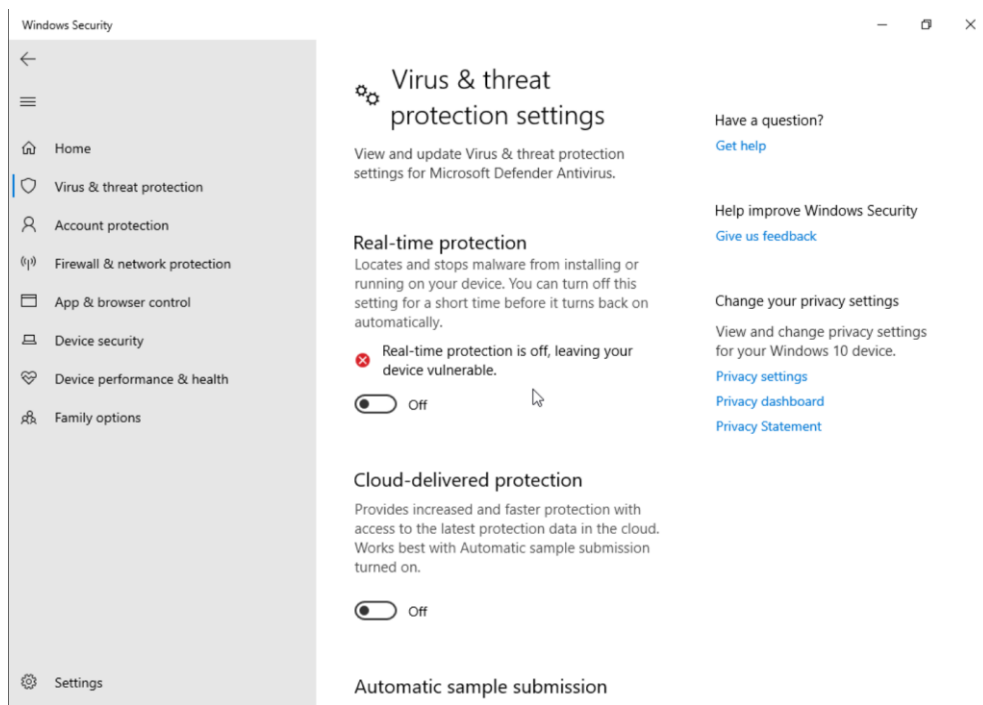 Windows Security
Home
Virus & threat protection
Account protection
Firewall & network protection
App & browser control
Device security
Device performance & health
Family options
Settings
Virus & threat
protection settings
View and update Virus & threat protection
settings for Microsoft Defender Antivirus.
Real-time protection
Locates and stops malware from installing or
running on your device. You can turn off this
setting for a short time before it turns back on
automatically.
Real-time protection is off, leaving your
device vulnerable.
Off
Cloud-delivered protection
Provides increased and faster protection with
access to the latest protection data in the cloud.
Works best with Automatic sample submission
turned on.
Off
Automatic sample submission
Have a question?
Get help
Help improve Windows Security
Give us feedback
Change your privacy settings
View and change privacy settings
for your Windows 10 device.
Privacy settings
Privacy dashboard
Privacy Statement